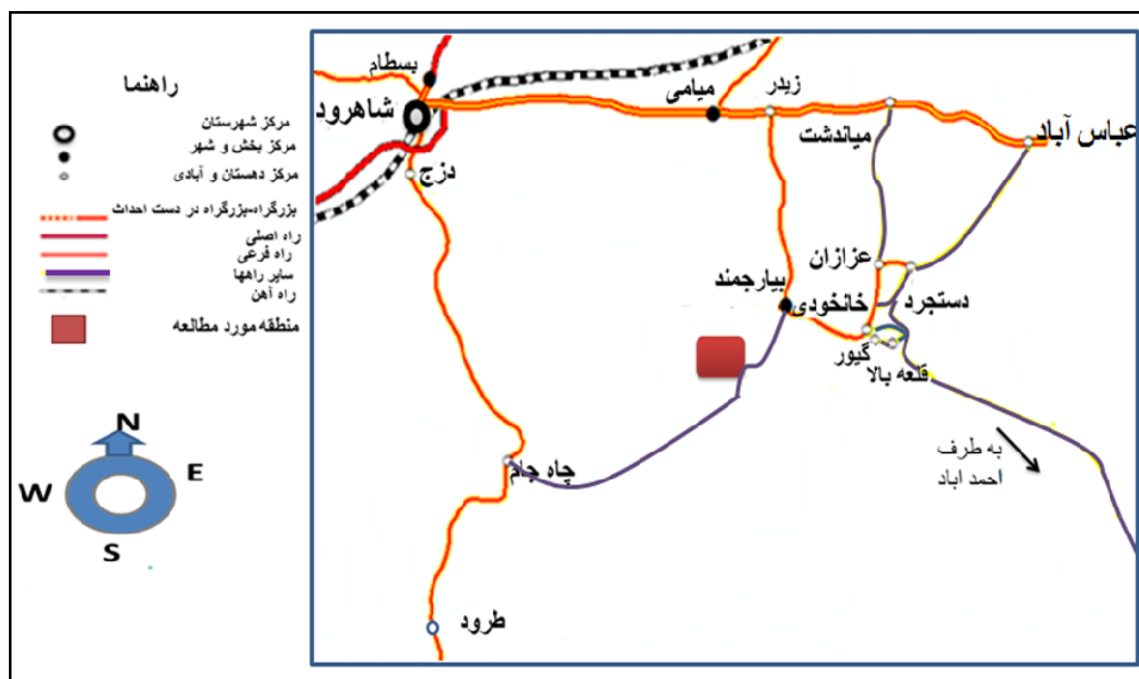 راهنما
مرکز شهرستان
مرکز بخش و شهر
مرکز دهستان و آبادی
بزرگراه-بزرگراه در دست احداث
راه اصلی
راه فرعی
سایر راهها
راه آهن
منطقه مورد مطالعه
N
E
W
S
بسطام
شاهرود
میامی
زیدر
میاندشت
عباس آباد
دزج
عزازان
بیارجمند
خانخودی
دستجرد
گیور
قلعه بالا
به طرف
احمد اباد
چاه جام
طرود